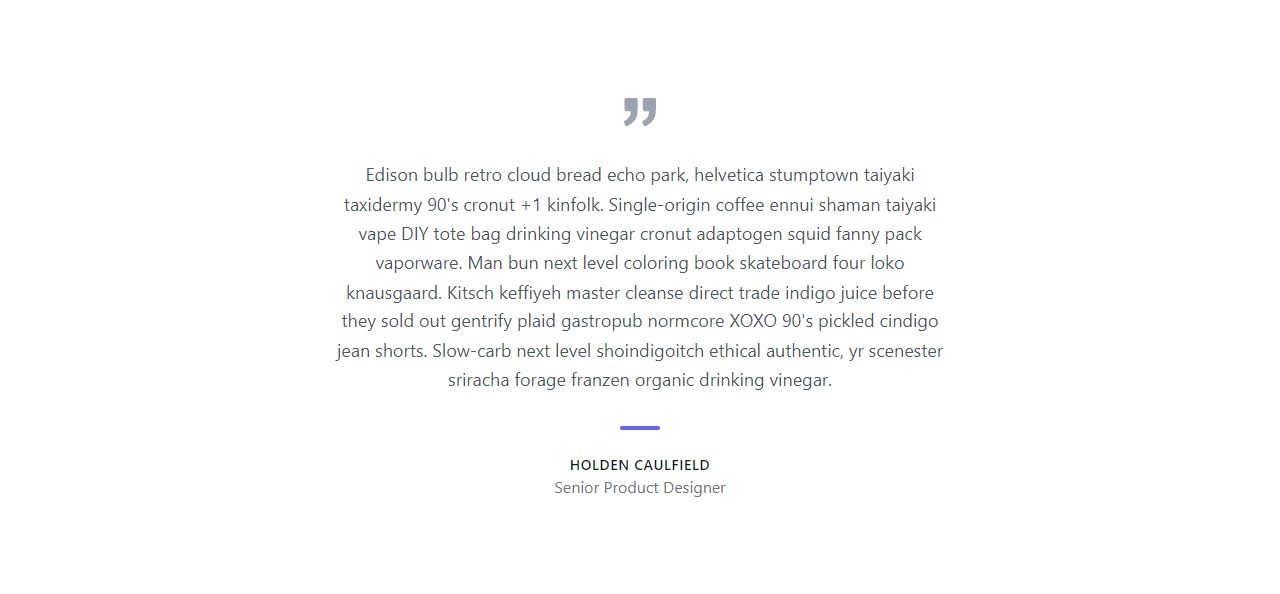 Edison bulb retro cloud bread echo park, helvetica stumptown taiyaki
taxidermy 90's cronut +1 kinfolk. Single-origin coffee ennui shaman taiyaki
vape DIY tote bag drinking vinegar cronut adaptogen squid fanny pack
vaporware. Man bun next level coloring book skateboard four loko
knausgaard. Kitsch keffiyeh master cleanse direct trade indigo juice before
they sold out gentrify plaid gastropub normcore XOXO 90's pickled cindigo
jean shorts. Slow-carb next level shoindigoitch ethical authentic, yr scenester
sriracha forage franzen organic drinking vinegar.
HOLDEN CAULFIELD
Senior Product Designer